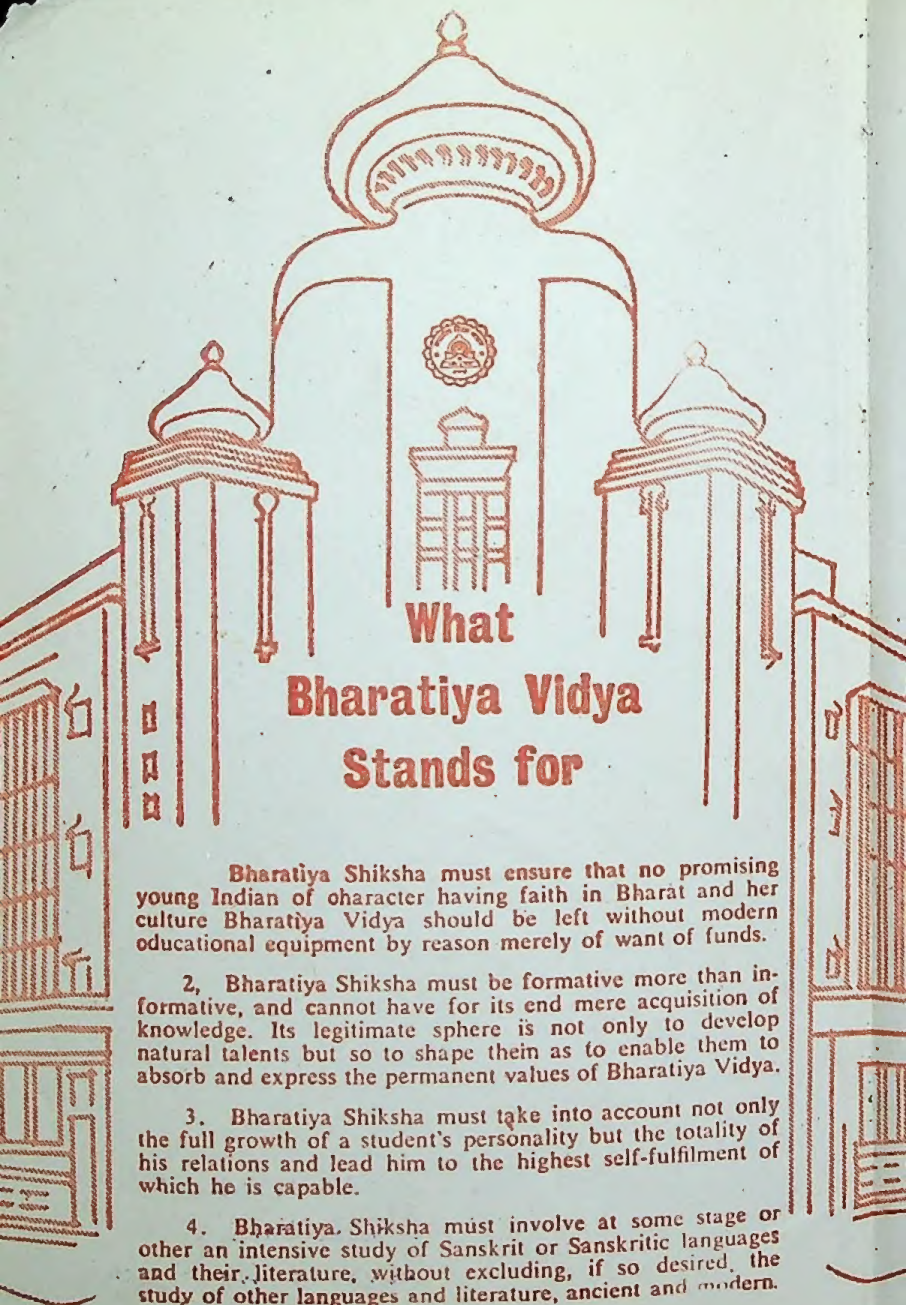 What
Bharatiya Vidya
Stands for
Bharatiya Shiksha must ensure that no promising
young Indian of oharacter having faith in Bharat and her
culture Bharatiya Vidya should be left without modern
oducational equipment by reason merely of want of funds.
2, Bharatiya Shiksha must be formative more than in-
formative, and cannot have for its end mere acquisition of
knowledge. Its legitimate sphere is not only to develop
natural talents but so to shape them as to enable them to
absorb and express the permanent values of Bharatiya Vidya.
3. Bharatiya Shiksha must take into account not only
the full growth of a student's personality but the totality of
his relations and lead him to the highest self-fulfilment of
which he is capable.
4. Bharatiya. Shiksha must involve at some stage or
other an intensive study of Sanskrit or Sanskritic languages
and their literature, without excluding, if so desired, the
study of other languages and literature, ancient and modern.